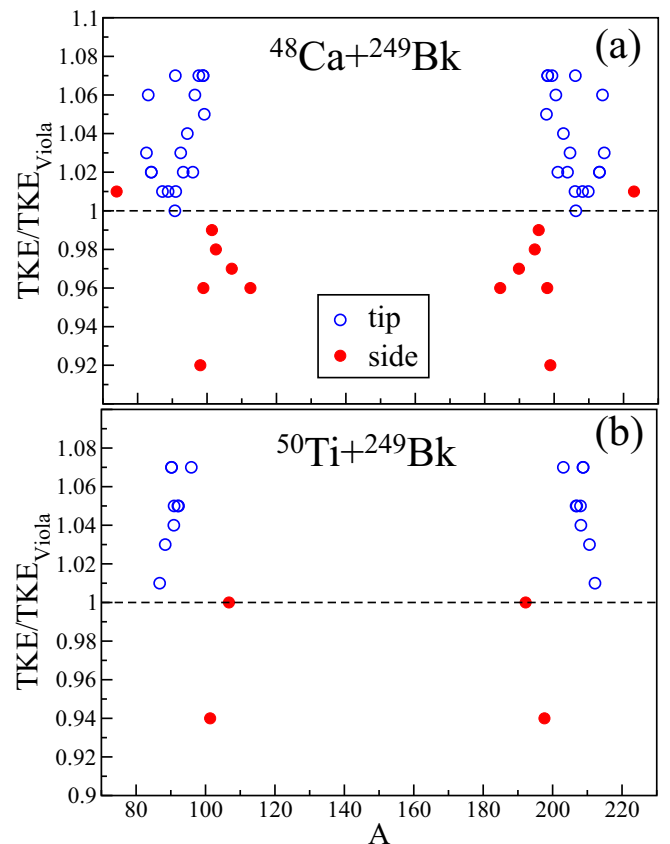 1.1
⁴⁸Ca+²⁴⁹Bk
(a)
1.08
1.06
1.04
1.02
1
0.98
0.96
0.94
0.92
TKE/TKE_Viola
tip
side
⁵⁰Ti+²⁴⁹Bk
(b)
1.08
1.06
1.04
1.02
1
0.98
0.96
0.94
0.92
0.9
TKE/TKE_Viola
80 100 120 140 160 180 200 220
A